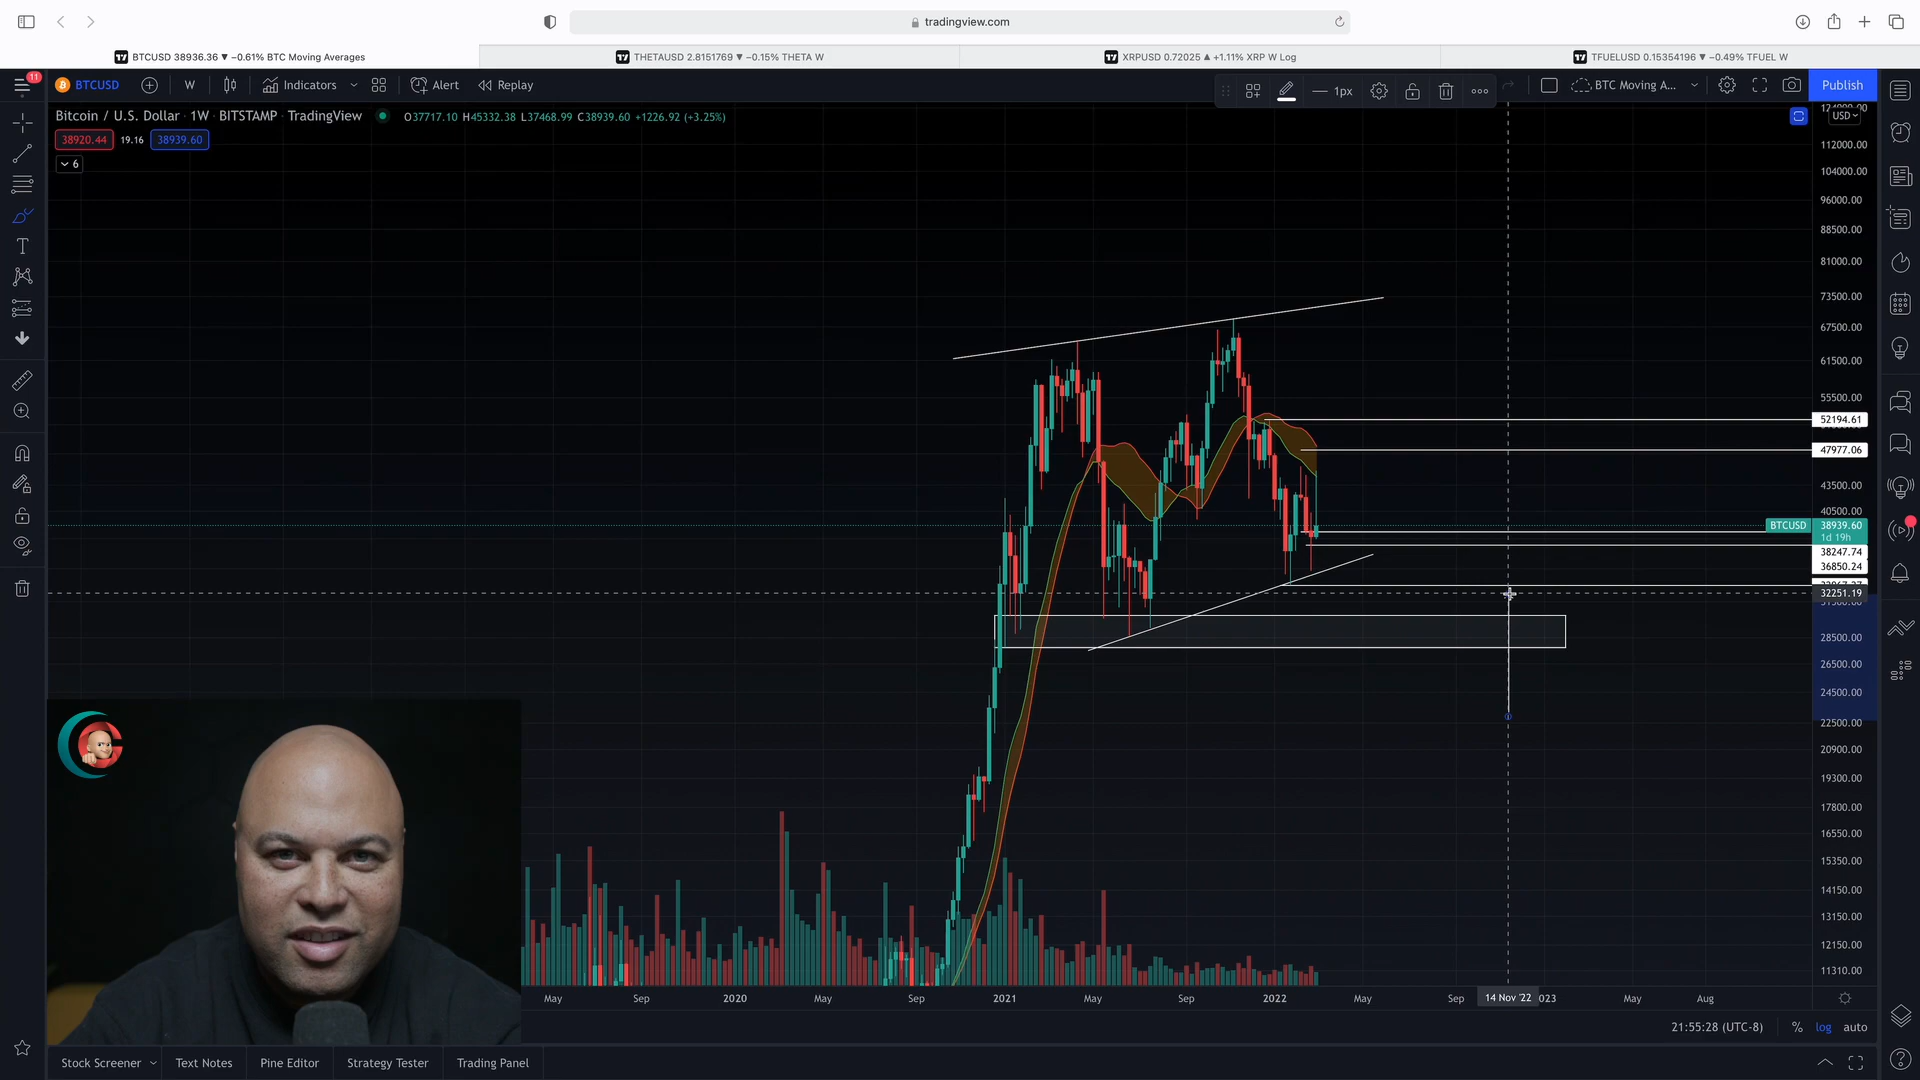 tradingview.com
BTCUSD 38936.36 ▼ −0.61% BTC Moving Averages
THETAUSD 2.8151769 ▼ −0.15% THETA W
XRPUSD 0.72025 ▲ +1.11% XRP W Log
TFUELUSD 0.15354196 ▼ −0.49% TFUEL W
11
BTCUSD W Indicators Alert Replay 1px BTC Moving A... Publish
Bitcoin / U.S. Dollar · 1W · BITSTAMP · TradingView O37717.10 H45332.38 L37468.99 C38939.60 +1226.92 (+3.25%)
38920.44 19.16 38939.60
6
USD
112000.00
104000.00
96000.00
88500.00
81000.00
73500.00
67500.00
61500.00
55500.00
52194.61
47977.06
43500.00
40500.00
BTCUSD 38939.60
1d 19h
38247.74
36850.24
32251.19
28500.00
26500.00
24500.00
22500.00
20900.00
19300.00
17800.00
16550.00
15350.00
14150.00
13150.00
12150.00
11310.00
May Sep 2020 May Sep 2021 May Sep 2022 May Sep 14 Nov '22 023 May Aug
21:55:28 (UTC-8) % log auto
Stock Screener Text Notes Pine Editor Strategy Tester Trading Panel